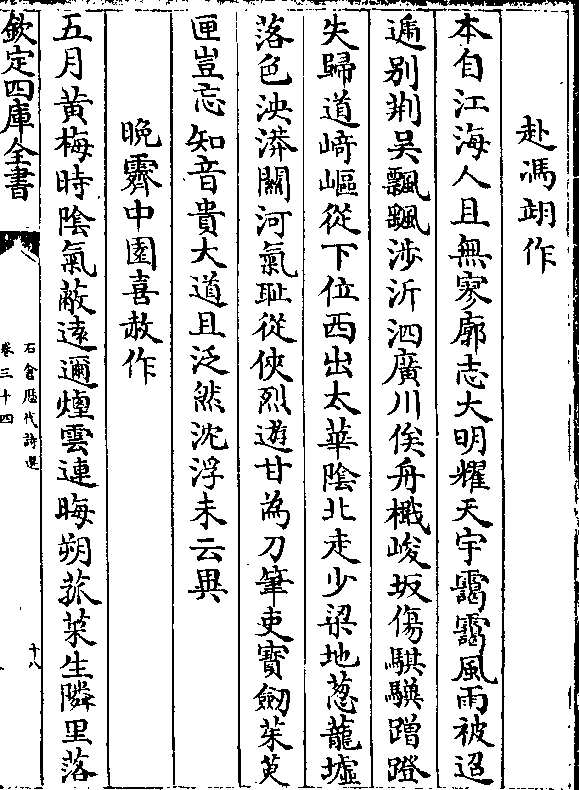 赴馮翊作
本自江海人且無寥廓志大明耀天宇靄靄風雨被迢
遞别荆吴飄飄涉沂泗廣川俟舟檝峻坂傷騏驥蹭蹬
失歸道崎嶇從下位西出太華陰北走少梁地葱蘢墟
落色泱漭關河氣耻從俠烈遊甘為刀筆吏寳劒茱萸
匣豈忘知音貴大道且泛然沈浮未云異
晚霽中園喜赦作
五月黄梅時陰氣蔽逺邇煙雲連晦朔菰菜生隣里落
欽定四庫全書
石倉歴代詩選
卷三十四
十八